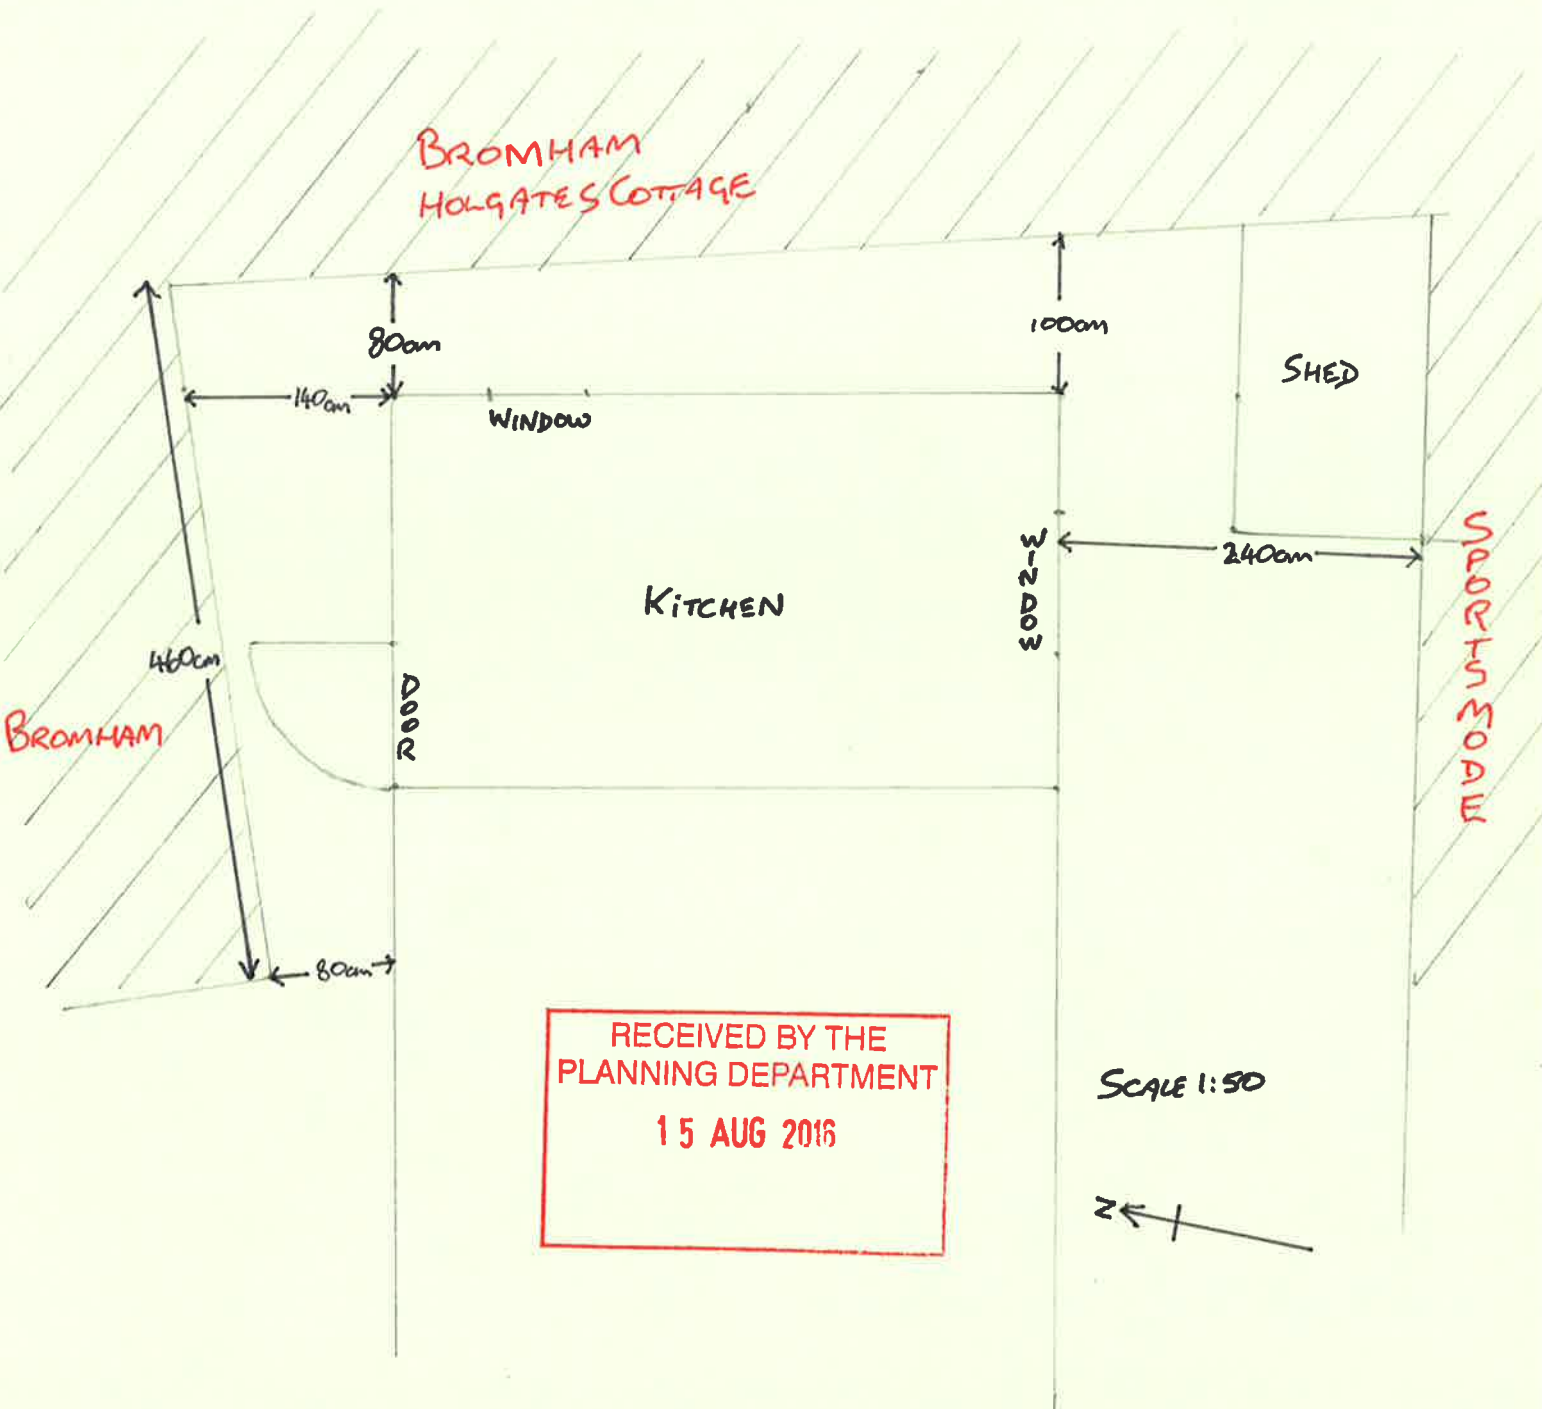 BROMHAM
HOLGATES COTTAGE
80cm
100cm
140cm
WINDOW
SHED
WINDOW
240cm
SPORTSMODE
KITCHEN
460cm
DOOR
BROMHAM
80cm
RECEIVED BY THE
PLANNING DEPARTMENT
15 AUG 2016
SCALE 1:50
N